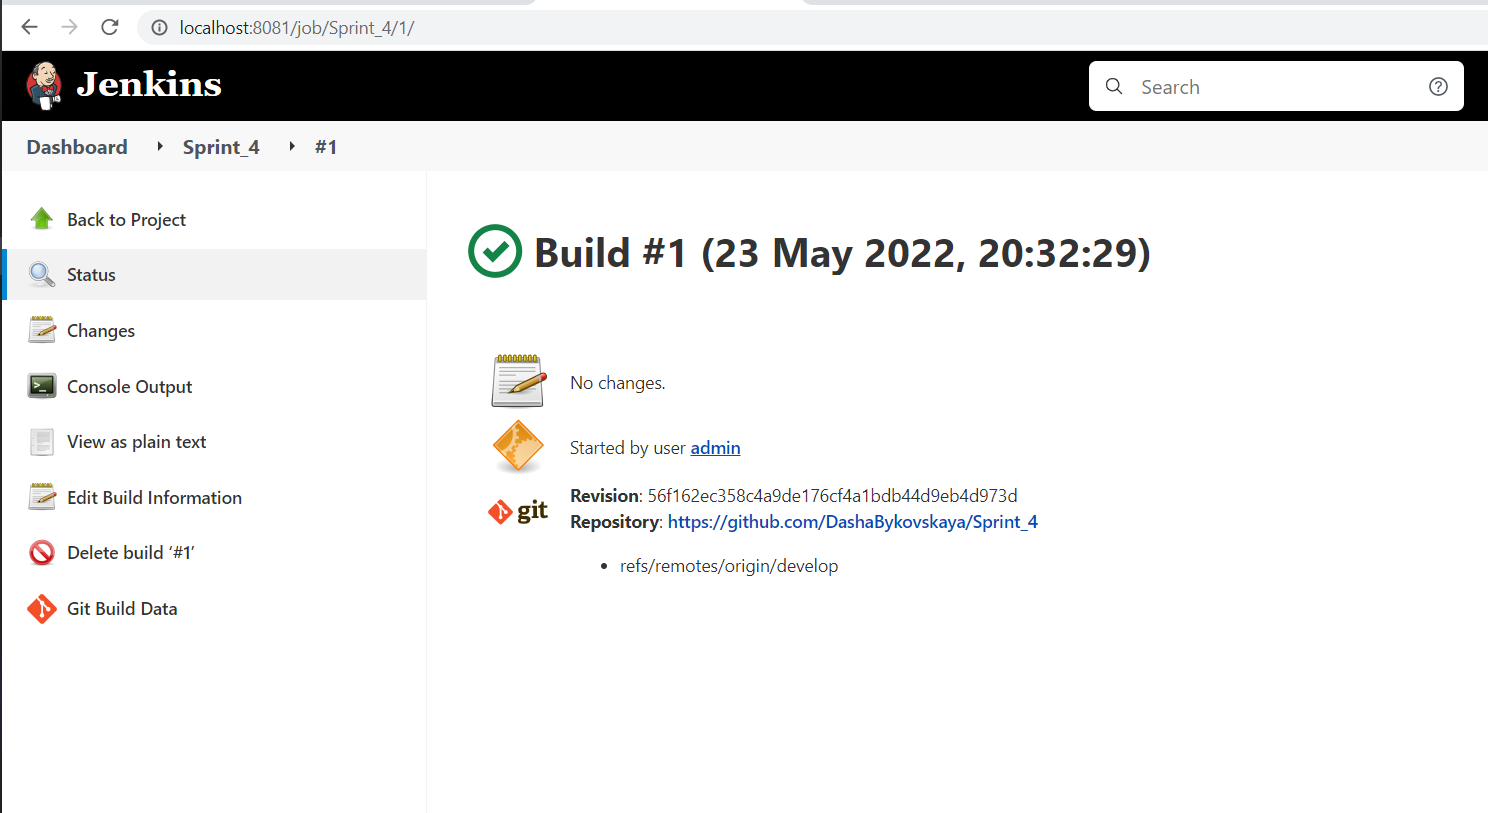 localhost:8081/job/Sprint_4/1/
Jenkins
Search
Dashboard Sprint_4 #1
Back to Project
Status
Changes
Console Output
View as plain text
Edit Build Information
Delete build ‘#1’
Git Build Data
Build #1 (23 May 2022, 20:32:29)
No changes.
Started by user admin
git
Revision: 56f162ec358c4a9de176cf4a1bdb44d9eb4d973d
Repository: https://github.com/DashaBykovskaya/Sprint_4
• refs/remotes/origin/develop